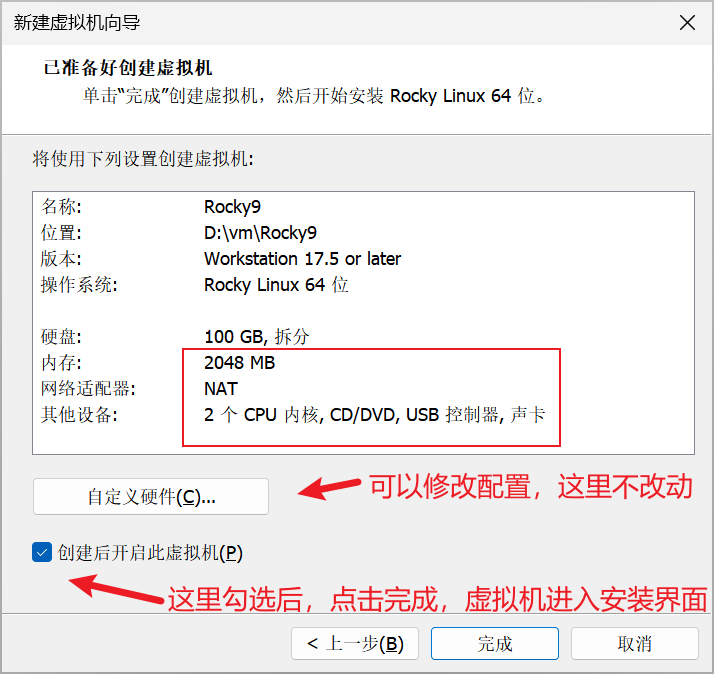 新建虚拟机向导
已准备好创建虚拟机
单击“完成”创建虚拟机，然后开始安装 Rocky Linux 64 位。
将使用下列设置创建虚拟机:
名称: Rocky9
位置: D:\vm\Rocky9
版本: Workstation 17.5 or later
操作系统: Rocky Linux 64 位
硬盘: 100 GB, 拆分
内存: 2048 MB
网络适配器: NAT
其他设备: 2 个 CPU 内核, CD/DVD, USB 控制器, 声卡
自定义硬件(C)...
可以修改配置，这里不改动
创建后开启此虚拟机(P)
这里勾选后，点击完成，虚拟机进入安装界面
< 上一步(B) 完成 取消